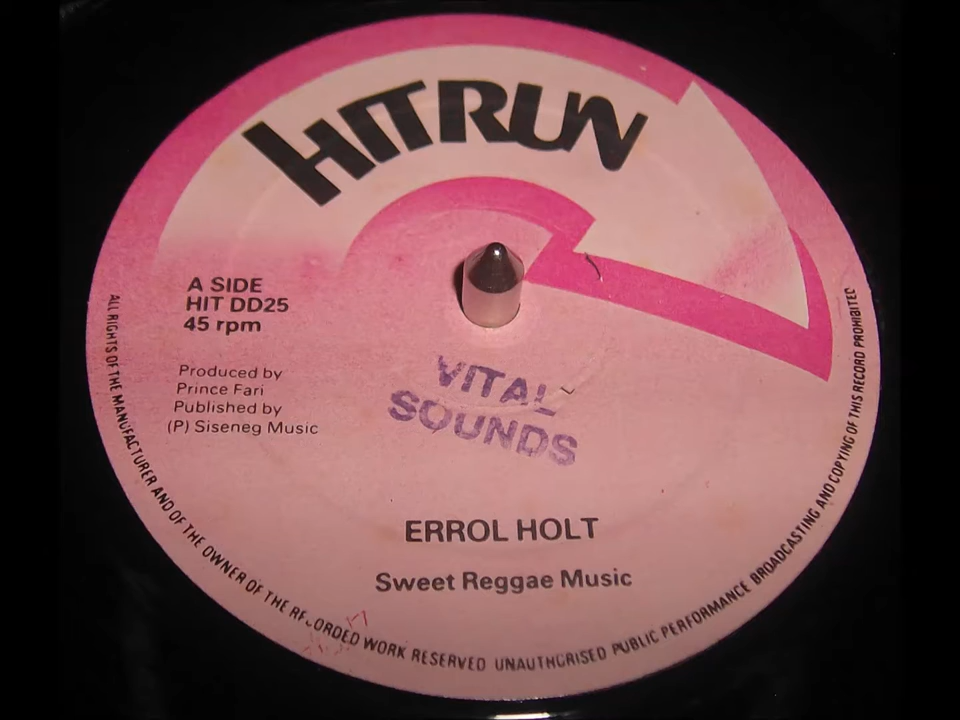 HITRUN
A SIDE
HIT DD25
45 rpm
Produced by
Prince Fari
Published by
(P) Siseneg Music
VITAL
SOUNDS
ERROL HOLT
Sweet Reggae Music
ALL RIGHTS OF THE MANUFACTURER AND OF THE OWNER OF THE RECORDED WORK RESERVED UNAUTHORISED PUBLIC PERFORMANCE BROADCASTING AND COPYING OF THIS RECORD PROHIBITED